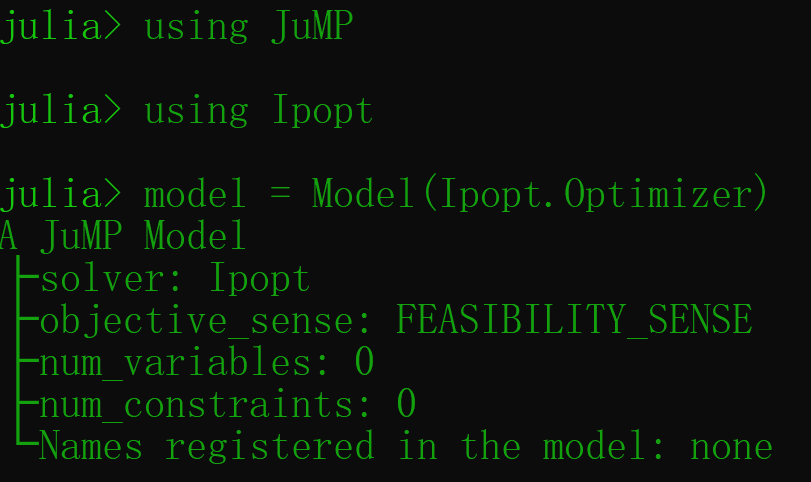 julia> using JuMP
julia> using Ipopt
julia> model = Model(Ipopt.Optimizer)
A JuMP Model
├─solver: Ipopt
├─objective_sense: FEASIBILITY_SENSE
├─num_variables: 0
├─num_constraints: 0
└─Names registered in the model: none